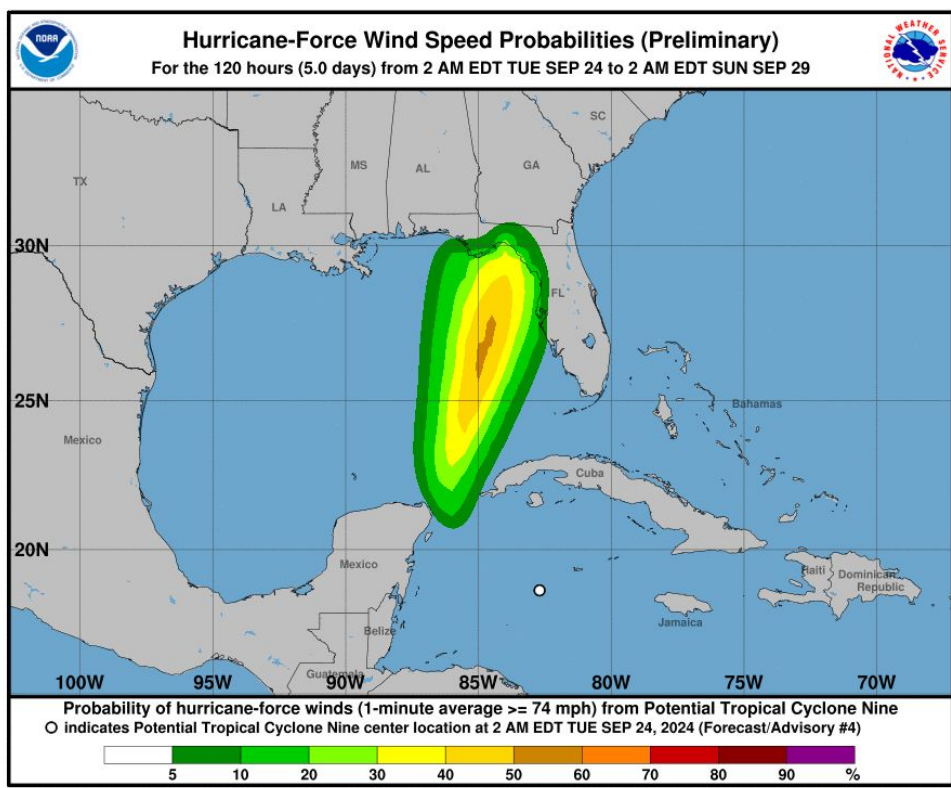 Hurricane-Force Wind Speed Probabilities (Preliminary)
For the 120 hours (5.0 days) from 2 AM EDT TUE SEP 24 to 2 AM EDT SUN SEP 29
NOAA
NATIONAL WEATHER SERVICE
SC
MS
AL
GA
TX
LA
30N
FL
25N
Bahamas
Mexico
Cuba
20N
Mexico
Haiti
Dominican
Republic
Jamaica
Belize
Guatemala
100W 95W 90W 85W 80W 75W 70W
Probability of hurricane-force winds (1-minute average >= 74 mph) from Potential Tropical Cyclone Nine
indicates Potential Tropical Cyclone Nine center location at 2 AM EDT TUE SEP 24, 2024 (Forecast/Advisory #4)
5 10 20 30 40 50 60 70 80 90 %